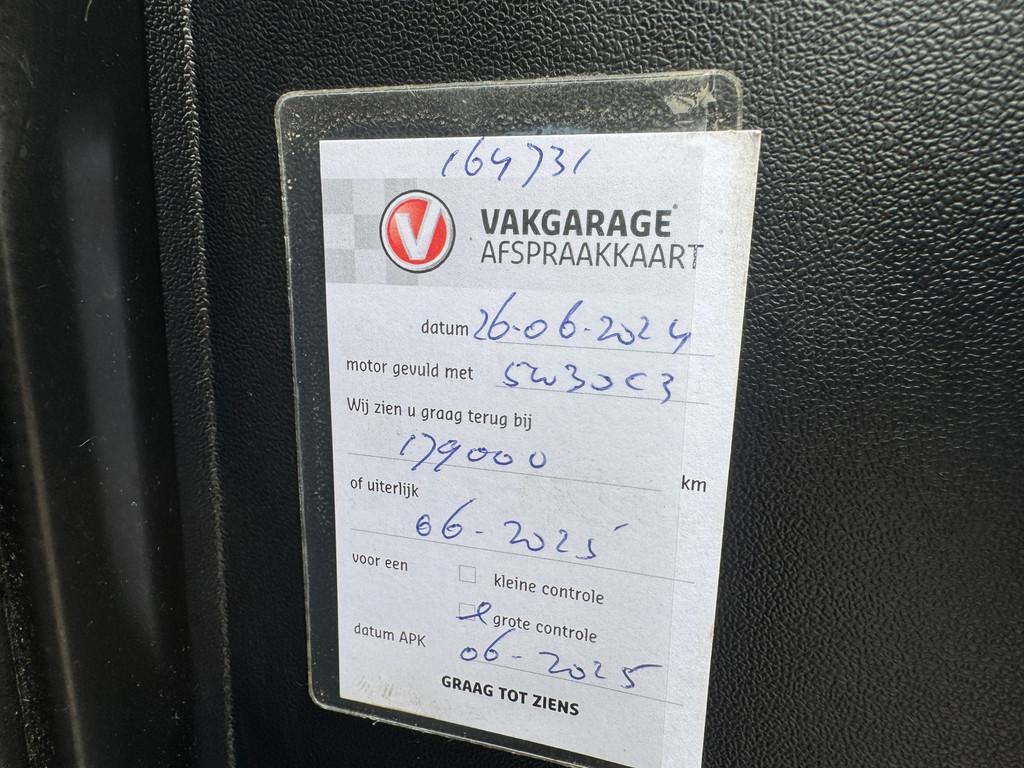 164731
V VAKGARAGE
AFSPRAAKKAART
datum 26-06-2024
motor gevuld met 5W30C3
Wij zien u graag terug bij
179000 km
of uiterlijk
06-2025
voor een kleine controle
grote controle
datum APK 06-2025
GRAAG TOT ZIENS